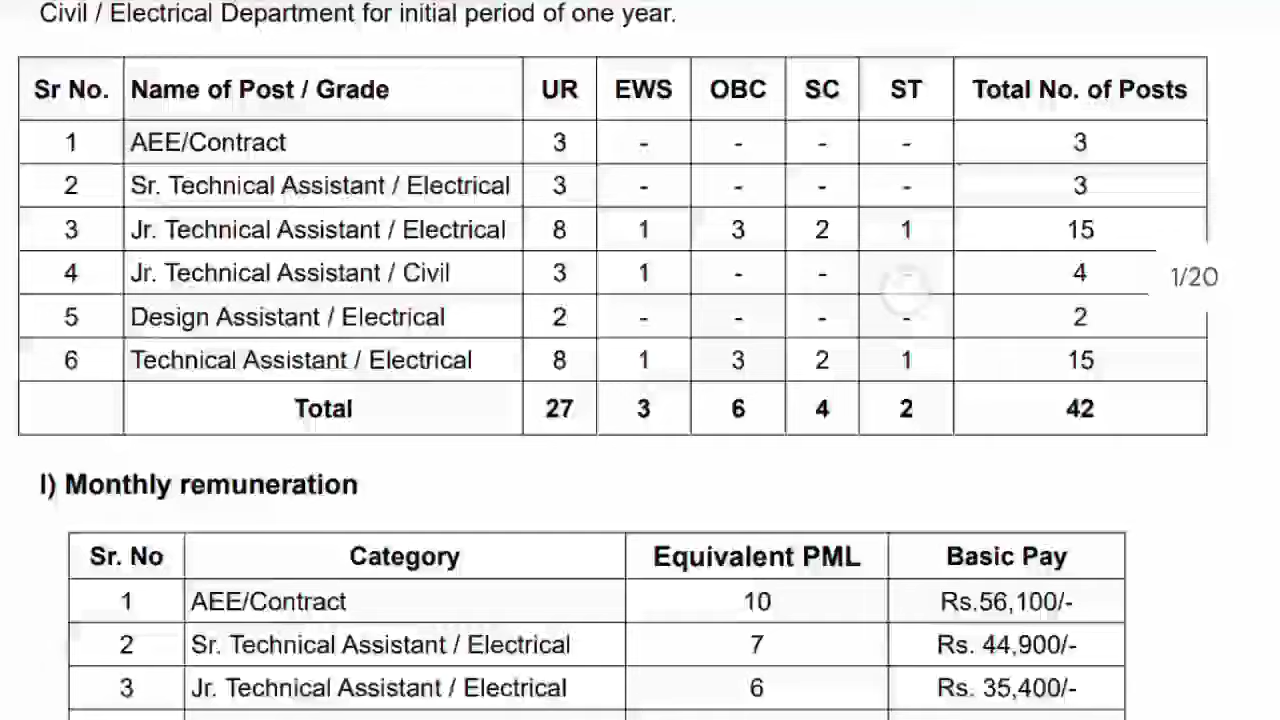 Civil / Electrical Department for initial period of one year.
Sr No. Name of Post / Grade UR EWS OBC SC ST Total No. of Posts
1 AEE/Contract 3 - - - - 3
2 Sr. Technical Assistant / Electrical 3 - - - - 3
3 Jr. Technical Assistant / Electrical 8 1 3 2 1 15
4 Jr. Technical Assistant / Civil 3 1 - - - 4
1/20
5 Design Assistant / Electrical 2 - - - - 2
6 Technical Assistant / Electrical 8 1 3 2 1 15
Total 27 3 6 4 2 42
I) Monthly remuneration
Sr. No Category Equivalent PML Basic Pay
1 AEE/Contract 10 Rs.56,100/-
2 Sr. Technical Assistant / Electrical 7 Rs. 44,900/-
3 Jr. Technical Assistant / Electrical 6 Rs. 35,400/-